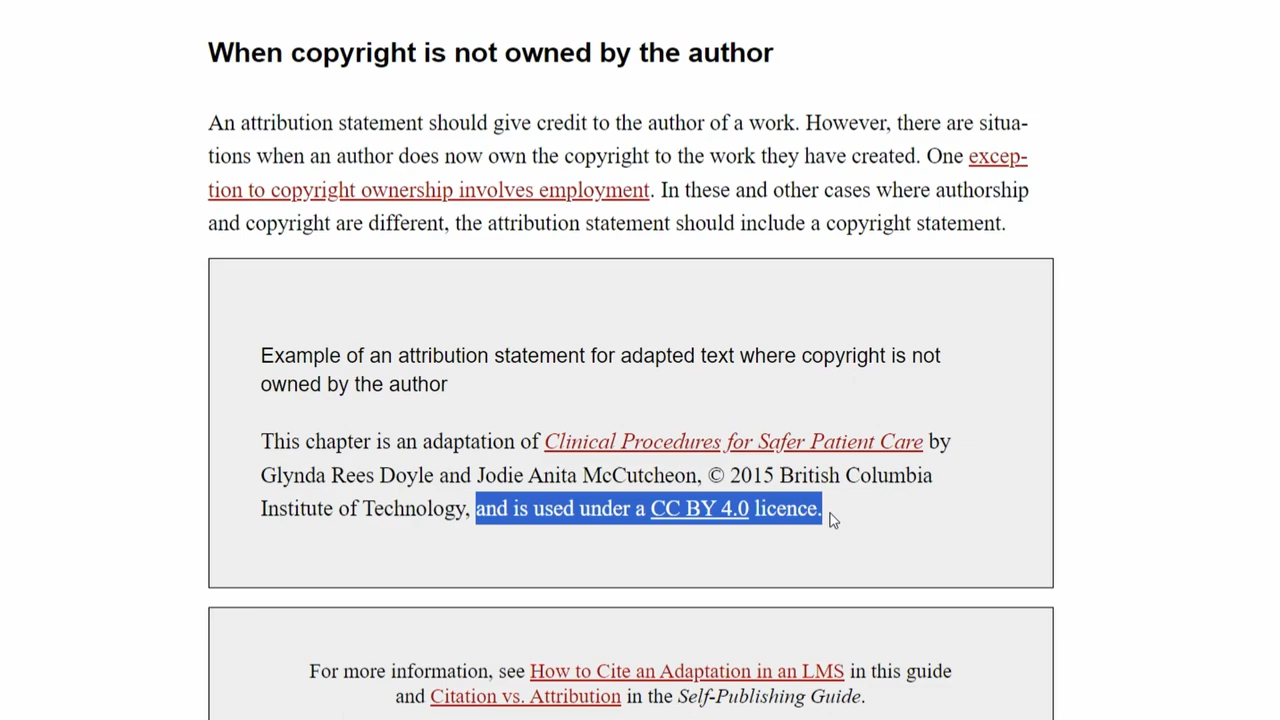 When copyright is not owned by the author
An attribution statement should give credit to the author of a work. However, there are situa-
tions when an author does now own the copyright to the work they have created. One excep-
tion to copyright ownership involves employment. In these and other cases where authorship
and copyright are different, the attribution statement should include a copyright statement.
Example of an attribution statement for adapted text where copyright is not
owned by the author
This chapter is an adaptation of Clinical Procedures for Safer Patient Care by
Glynda Rees Doyle and Jodie Anita McCutcheon, © 2015 British Columbia
Institute of Technology, and is used under a CC BY 4.0 licence.
For more information, see How to Cite an Adaptation in an LMS in this guide
and Citation vs. Attribution in the Self-Publishing Guide.